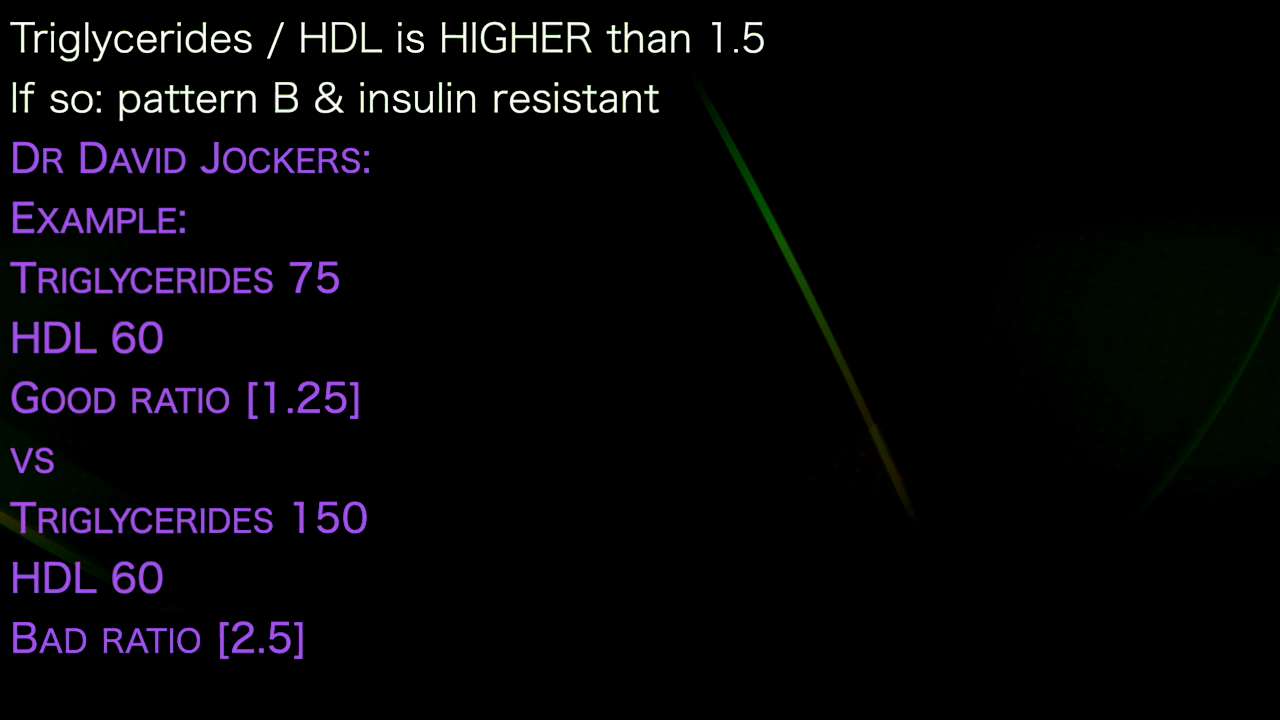 Triglycerides / HDL is HIGHER than 1.5
If so: pattern B & insulin resistant
DR DAVID JOCKERS:
EXAMPLE:
TRIGLYCERIDES 75
HDL 60
GOOD RATIO [1.25]
VS
TRIGLYCERIDES 150
HDL 60
BAD RATIO [2.5]